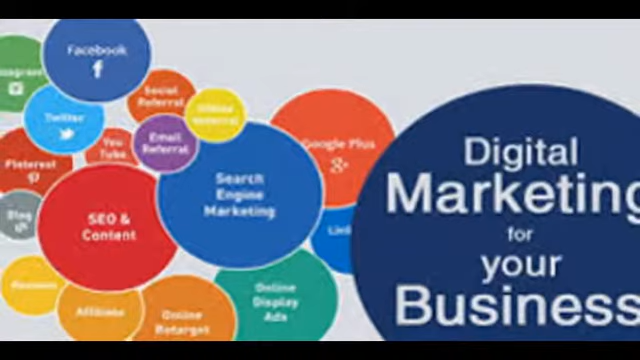 Facebook
f
Twitter
Social
Referral
Email
Referral
You
Tube
Pinterest
Blog
SEO &
Content
Search
Engine
Marketing
Google Plus
g+
Online
Display
Ads
Affiliate
Online
Retarget
Digital
Marketing
for
your
Business